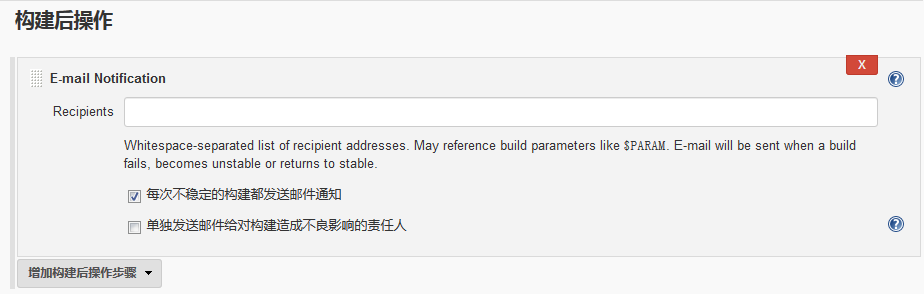 构建后操作
X
E-mail Notification
Recipients
Whitespace-separated list of recipient addresses. May reference build parameters like $PARAM. E-mail will be sent when a build
fails, becomes unstable or returns to stable.
每次不稳定的构建都发送邮件通知
单独发送邮件给对构建造成不良影响的责任人
增加构建后操作步骤